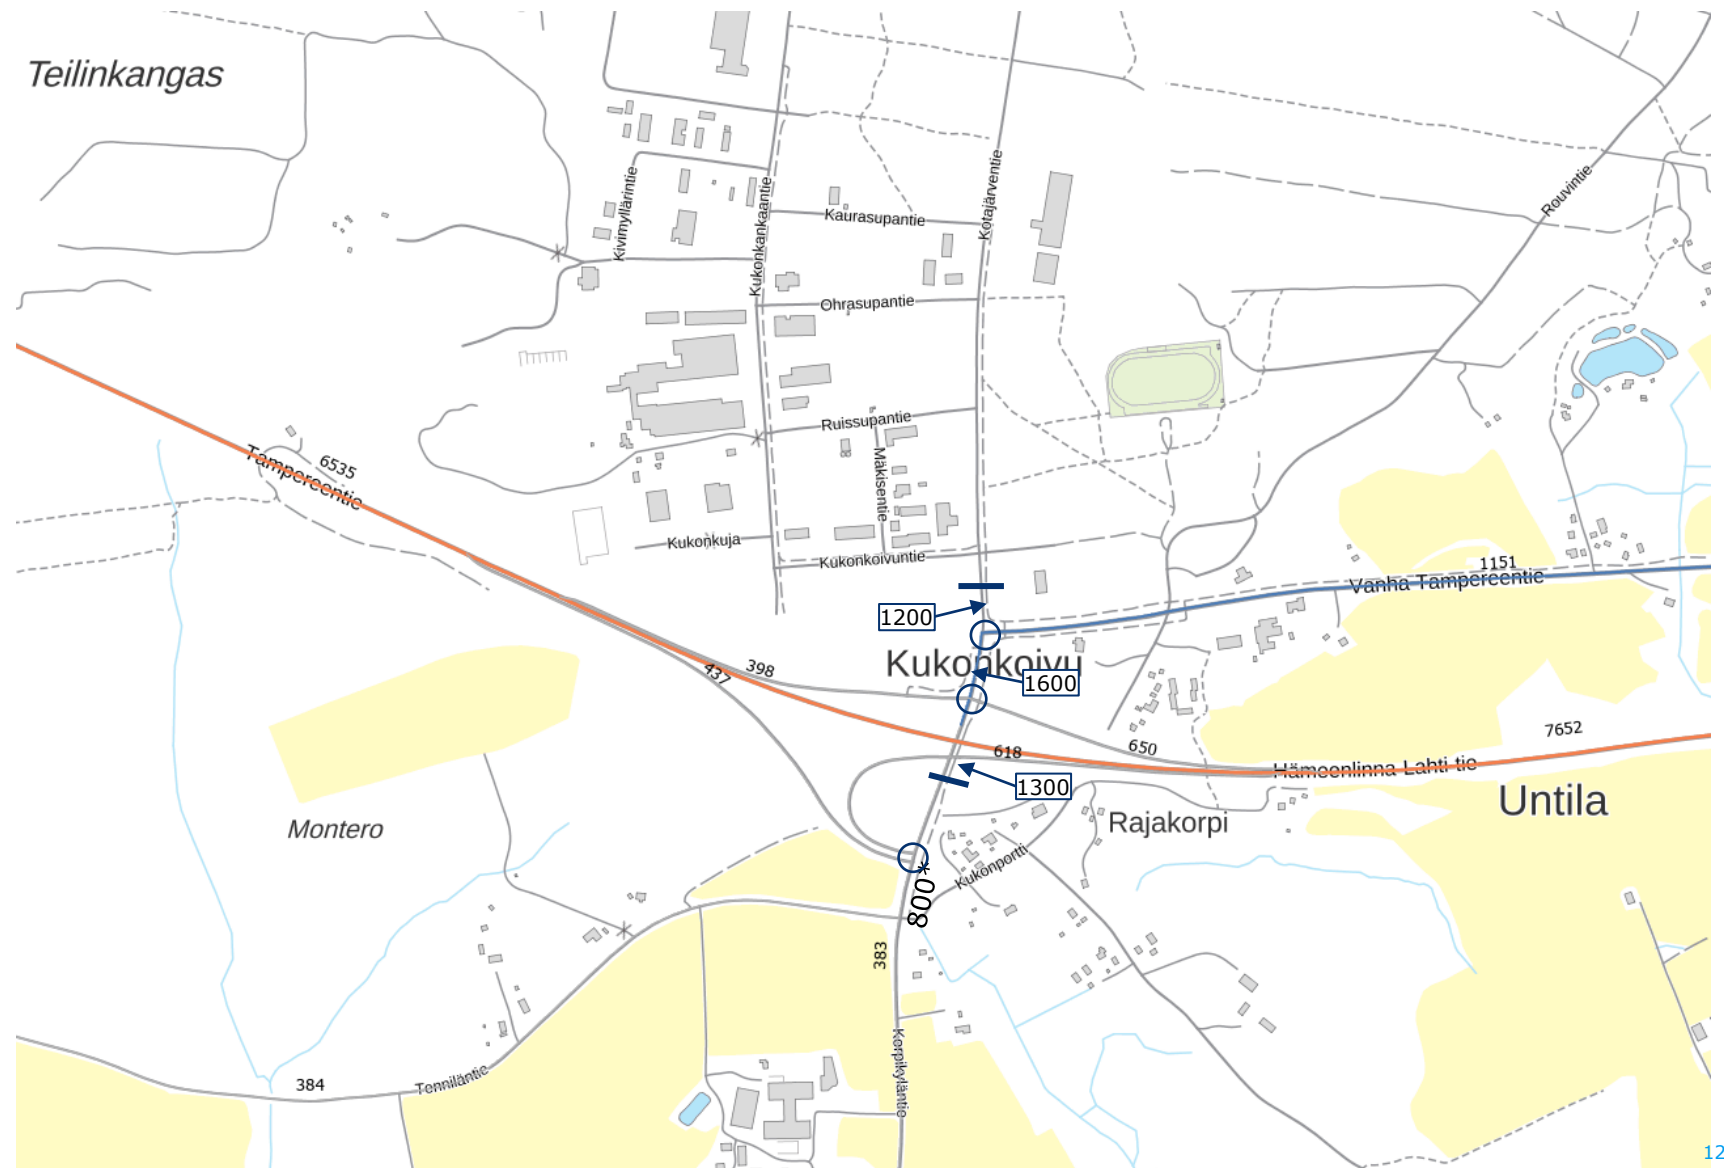 Teilinkangas
Kivimyllärintie
Kukonkankaantie
Kotajärventie
Rouvintie
Kaurasupantie
Ohrasupantie
Ruissupantie
Mäkisentie
6535
Tampereentie
Kukonkuja
Kukonkoivuntie
1151
Vanha Tampereentie
1200
Kukonkoivu
398
437
1600
618
650
7652
Hämeenlinna-Lahti-tie
1300
Untila
Rajakorpi
Montero
Kukonportti
800*
383
Korpikyläntie
384
Tenniläntie
12